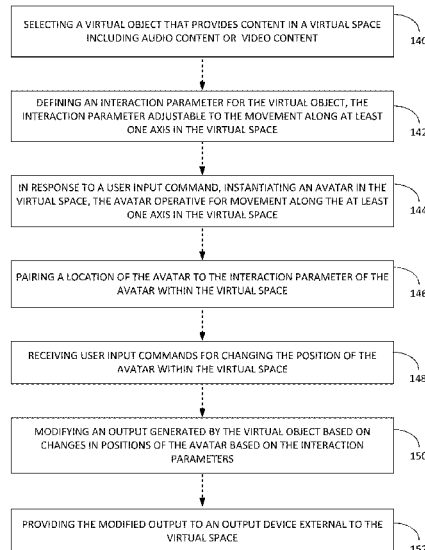 SELECTING A VIRTUAL OBJECT THAT PROVIDES CONTENT IN A VIRTUAL SPACE
INCLUDING AUDIO CONTENT OR VIDEO CONTENT
140
DEFINING AN INTERACTION PARAMETER FOR THE VIRTUAL OBJECT, THE
INTERACTION PARAMETER ADJUSTABLE TO THE MOVEMENT ALONG AT LEAST
ONE AXIS IN THE VIRTUAL SPACE
142
IN RESPONSE TO A USER INPUT COMMAND, INSTANTIATING AN AVATAR IN THE
VIRTUAL SPACE, THE AVATAR OPERATIVE FOR MOVEMENT ALONG THE AT LEAST
ONE AXIS IN THE VIRTUAL SPACE
144
PAIRING A LOCATION OF THE AVATAR TO THE INTERACTION PARAMETER OF THE
AVATAR WITHIN THE VIRTUAL SPACE
146
RECEIVING USER INPUT COMMANDS FOR CHANGING THE POSITION OF THE
AVATAR WITHIN THE VIRTUAL SPACE
148
MODIFYING AN OUTPUT GENERATED BY THE VIRTUAL OBJECT BASED ON
CHANGES IN POSITIONS OF THE AVATAR BASED ON THE INTERACTION
PARAMETERS
150
PROVIDING THE MODIFIED OUTPUT TO AN OUTPUT DEVICE EXTERNAL TO THE
VIRTUAL SPACE
152